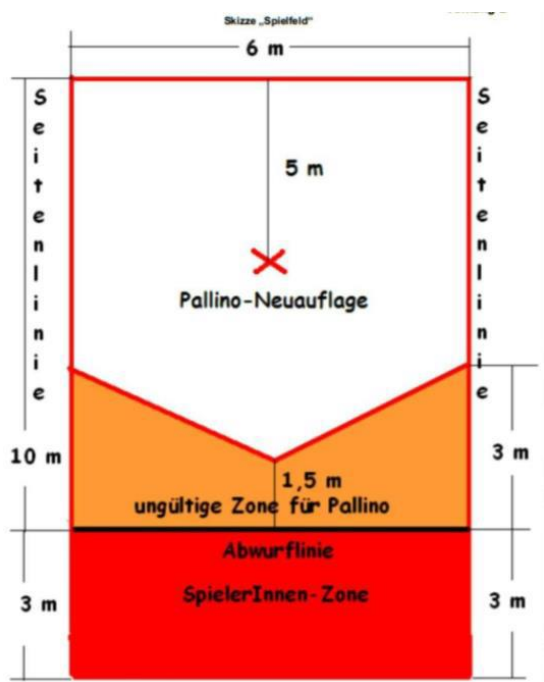 Skizze „Spielfeld"
6 m
Seitenlinie
Seitenlinie
5 m
Pallino-Neuauflage
10 m
3 m
1,5 m
ungültige Zone für Pallino
Abwurflinie
SpielerInnen-Zone
3 m
3 m